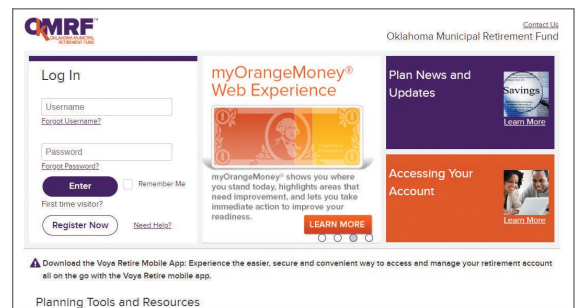 OKMRF
OKLAHOMA MUNICIPAL
RETIREMENT FUND
Contact Us
Oklahoma Municipal Retirement Fund
Log In
Username
Forgot Username?
Password
Forgot Password?
Enter
Remember Me
First time visitor?
Register Now
Need Help?
myOrangeMoney®
Web Experience
myOrangeMoney® shows you where
you stand today, highlights areas that
need improvement, and lets you take
immediate action to improve your
readiness.
LEARN MORE
Plan News and
Updates
Savings
Learn More
Accessing Your
Account
Learn More
Download the Voya Retire Mobile App: Experience the easier, secure and convenient way to access and manage your retirement account
all on the go with the Voya Retire mobile app.
Planning Tools and Resources